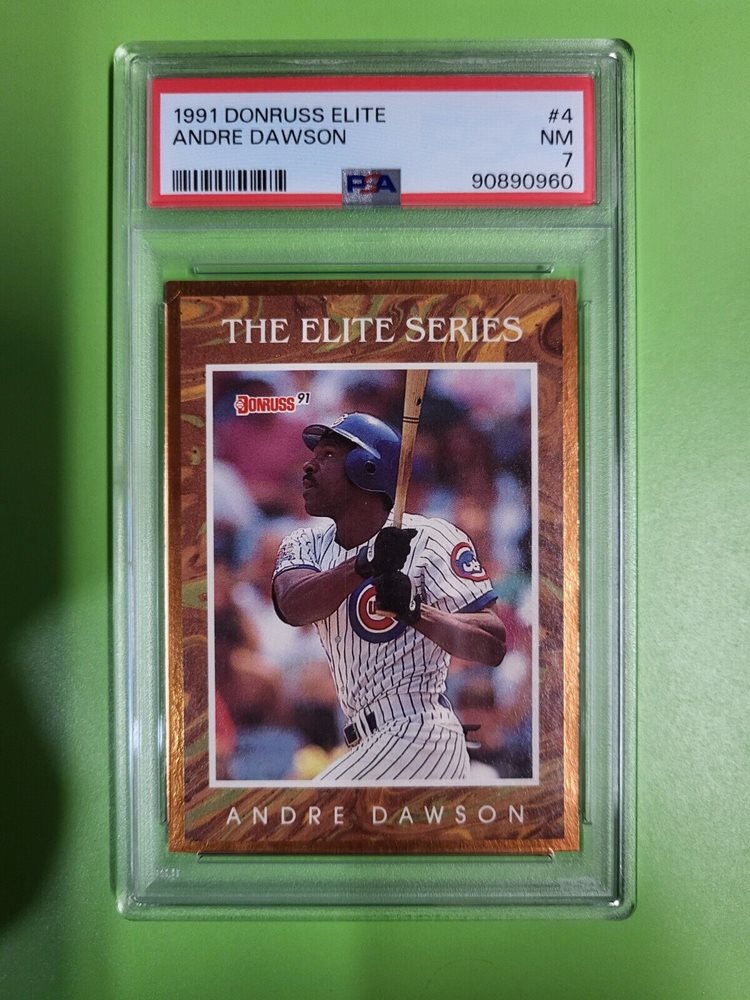 1991 DONRUSS ELITE #4
ANDRE DAWSON NM
7
PSA 90890960
THE ELITE SERIES
DONRUSS 91
ANDRE DAWSON